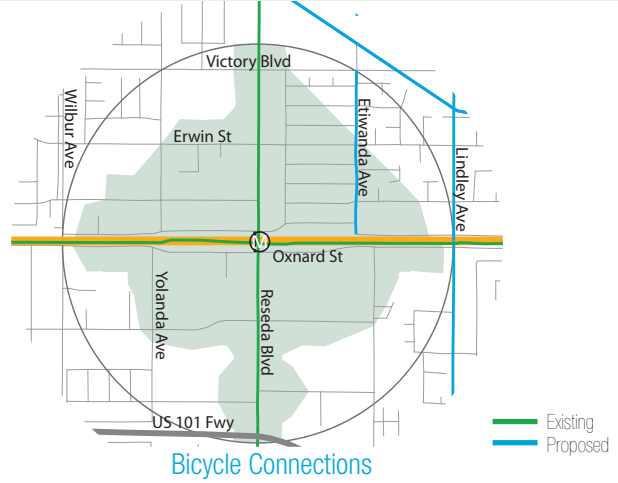 Victory Blvd
Wilbur Ave
Etiwanda Ave
Erwin St
Lindley Ave
M
Oxnard St
Yolanda Ave
Reseda Blvd
US 101 Fwy
Existing
Proposed
Bicycle Connections